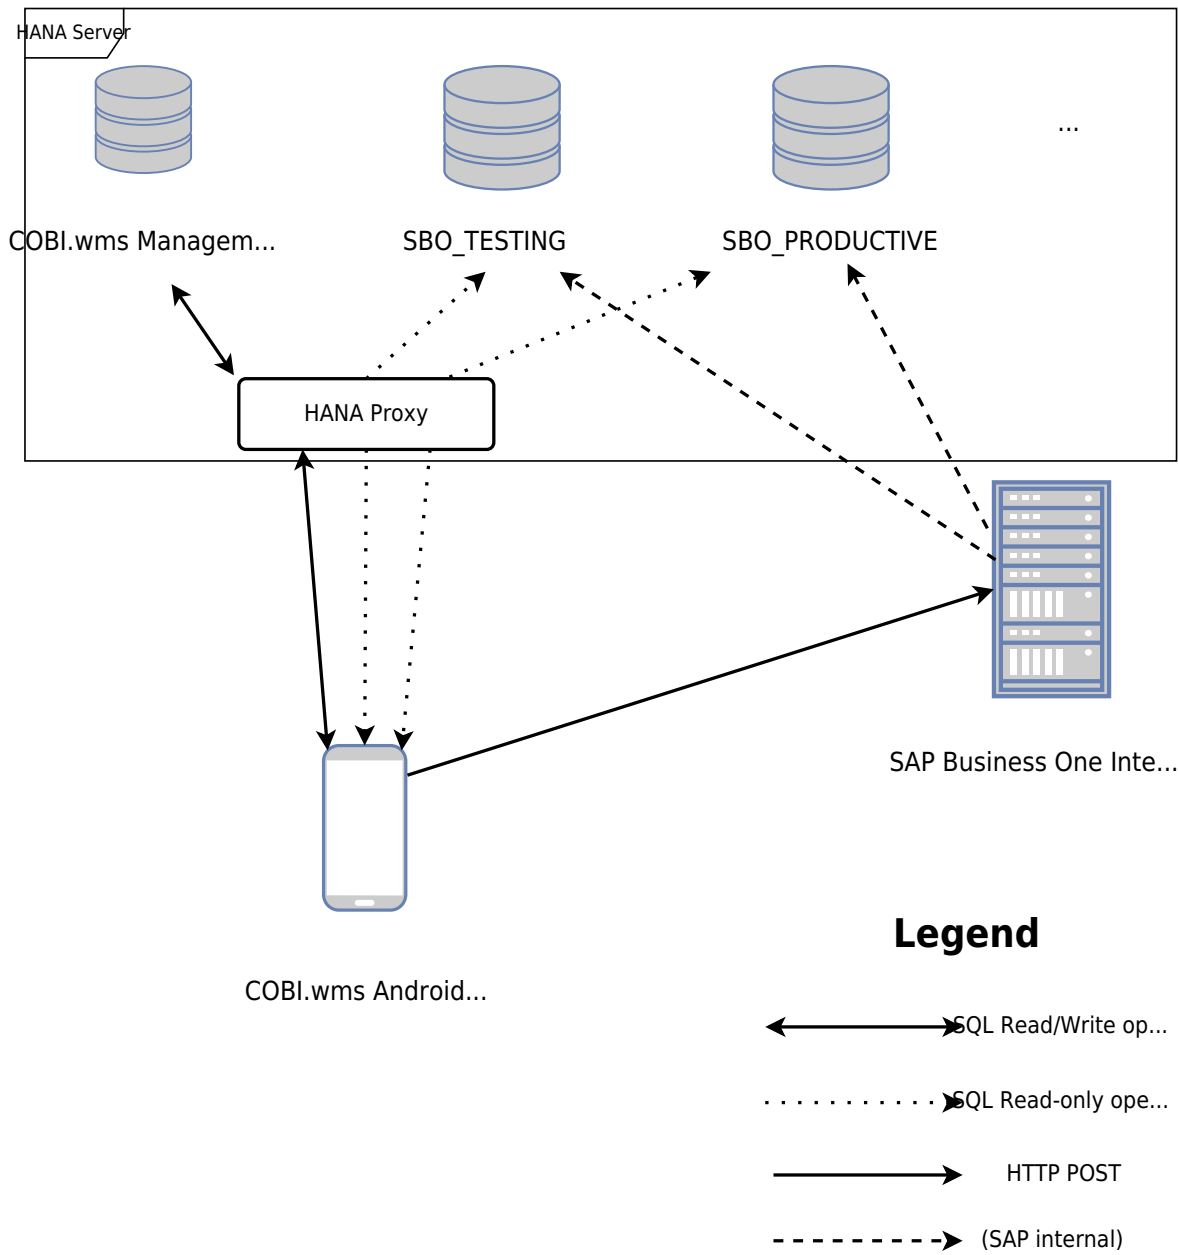 HANA Server
...
COBI.wms Managem...
SBO_TESTING
SBO_PRODUCTIVE
HANA Proxy
SAP Business One Inte...
COBI.wms Android...
Legend
SQL Read/Write op...
SQL Read-only ope...
HTTP POST
(SAP internal)